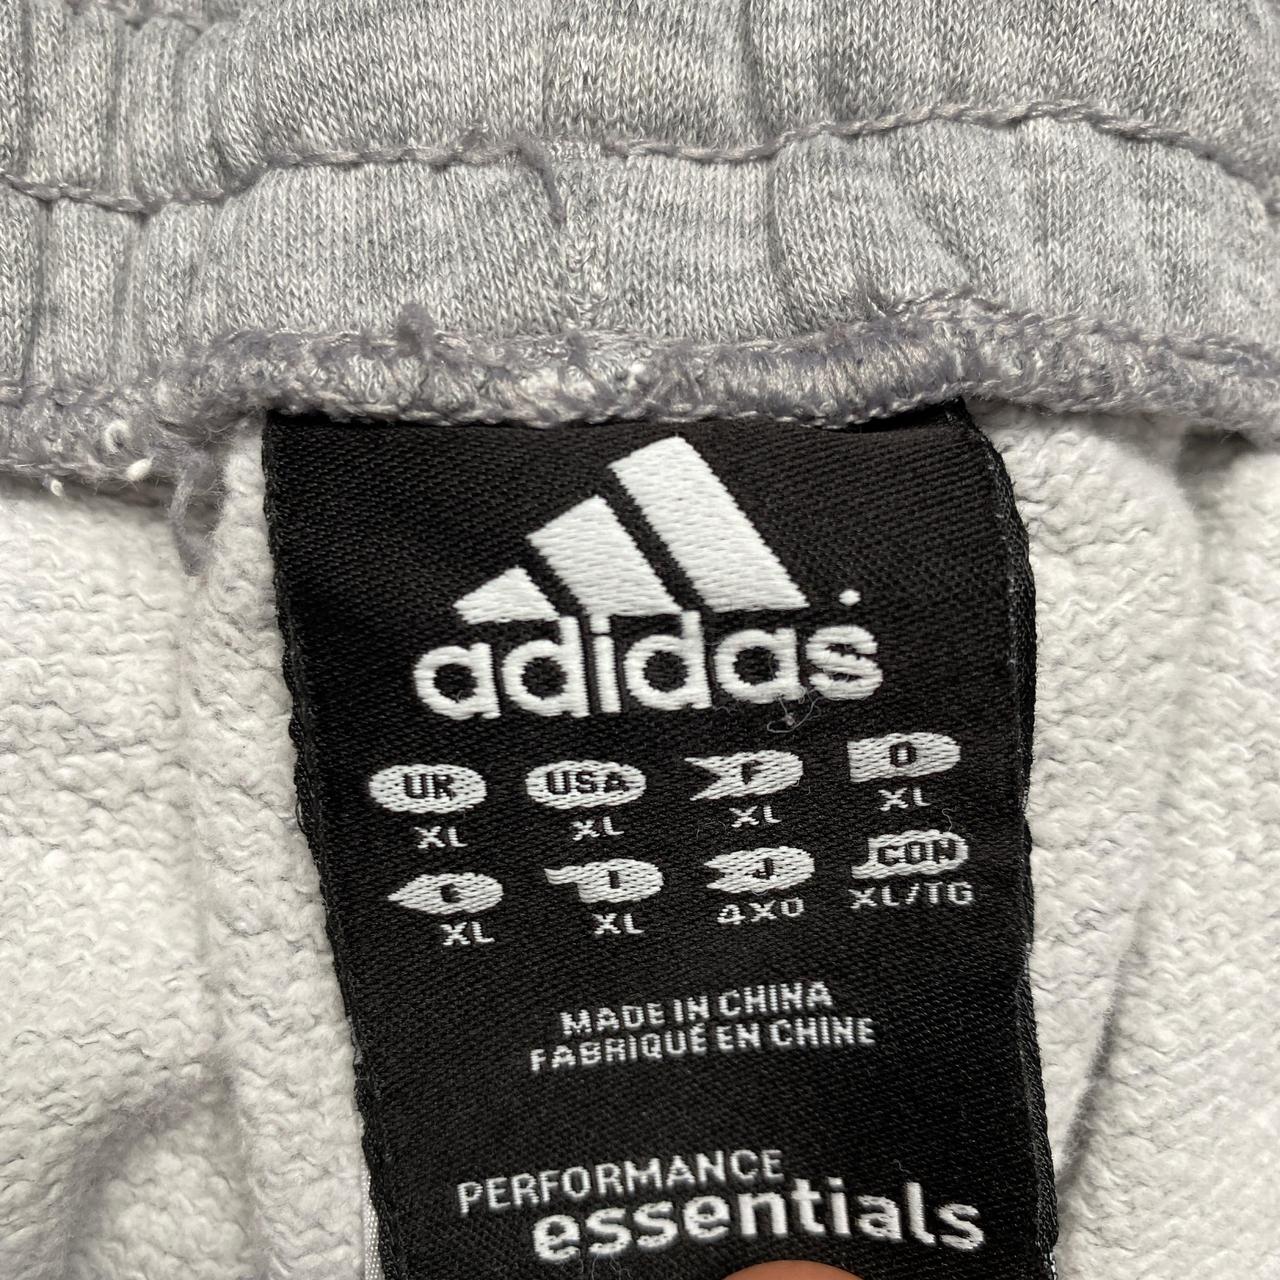 adidas
UK USA F D
XL XL XL XL
E I J CDN
XL XL 4XO XL/TG
MADE IN CHINA
FABRIQUÉ EN CHINE
PERFORMANCE
essentials